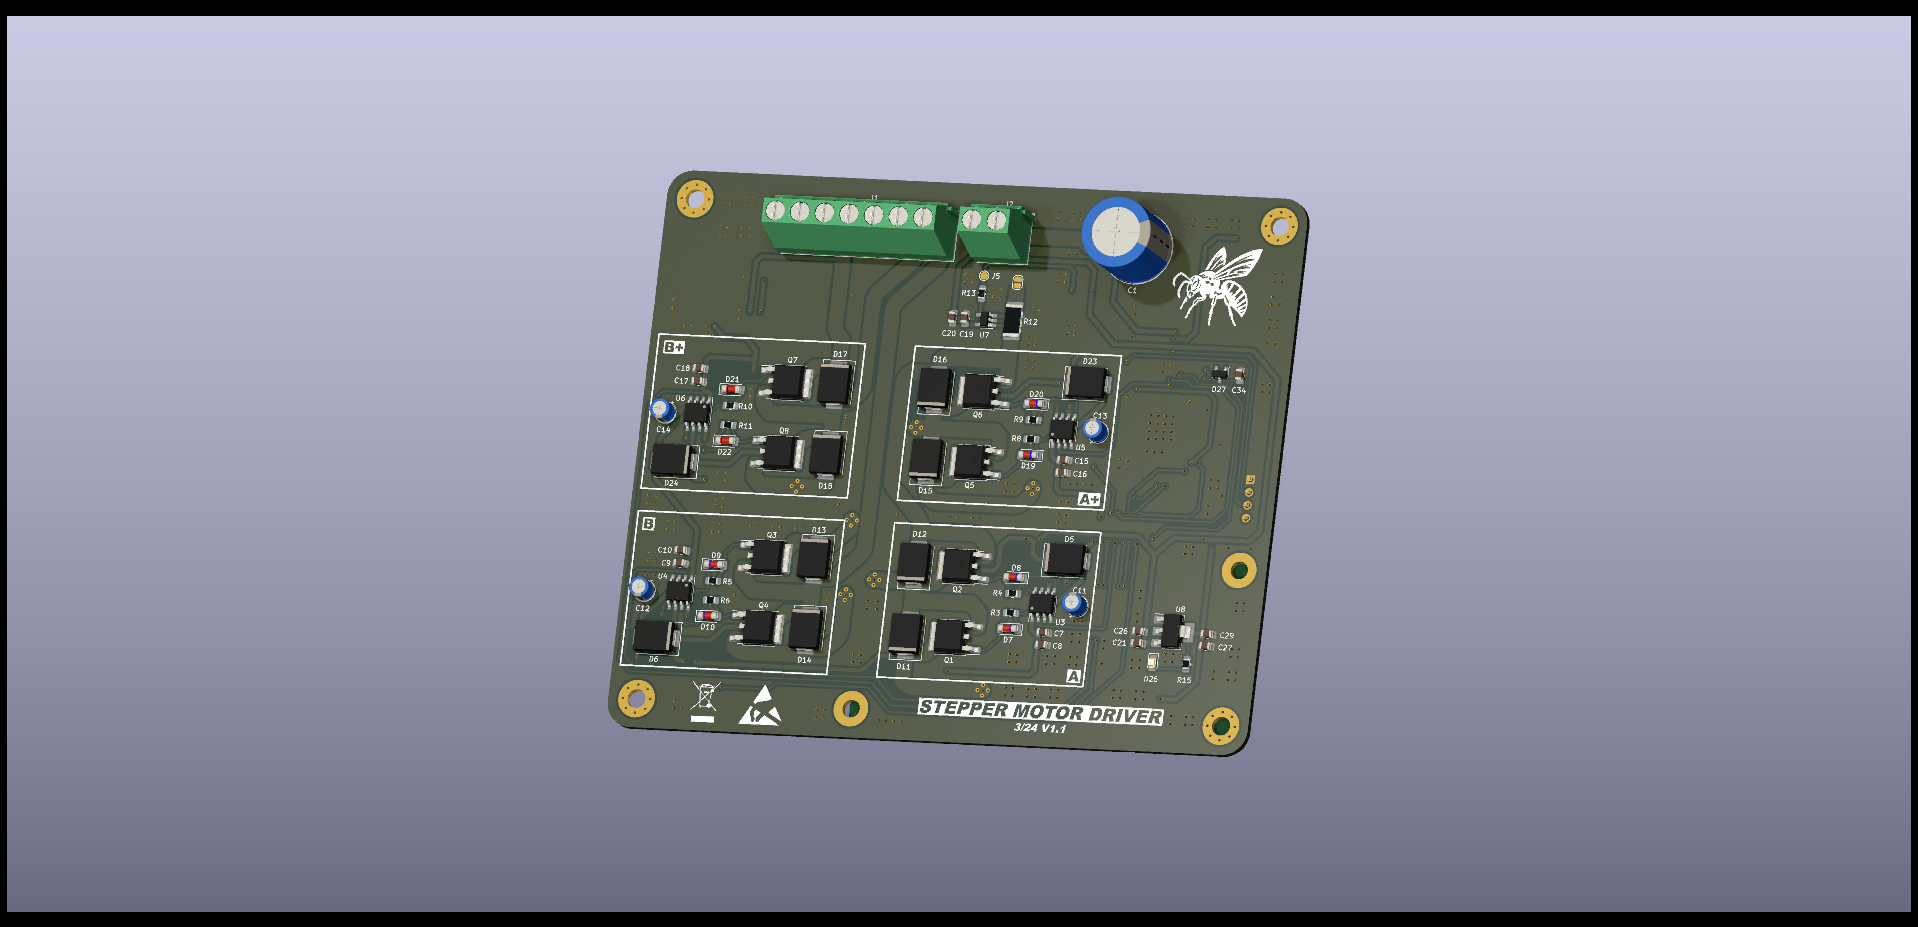 J1
J2
J5
C1
R13
R12
C20 C19 U7
B+
Q7
D17
C18
C17
D21
U6
R10
C14
R11
D22
Q8
D24
D18
D16
D23
Q6
D20
C13
R9
R8
U5
D19
C15
C16
D15
Q5
A+
D27 C34
B
Q3
D13
C10
C9
D9
U4
R5
C12
R6
D10
Q4
D6
D14
D12
D5
Q2
D8
C11
R4
R3
U3
D7
C7
C8
D11
Q1
A
U8
C26
C21
C29
C27
D26 R15
STEPPER MOTOR DRIVER
3/24 V1.1